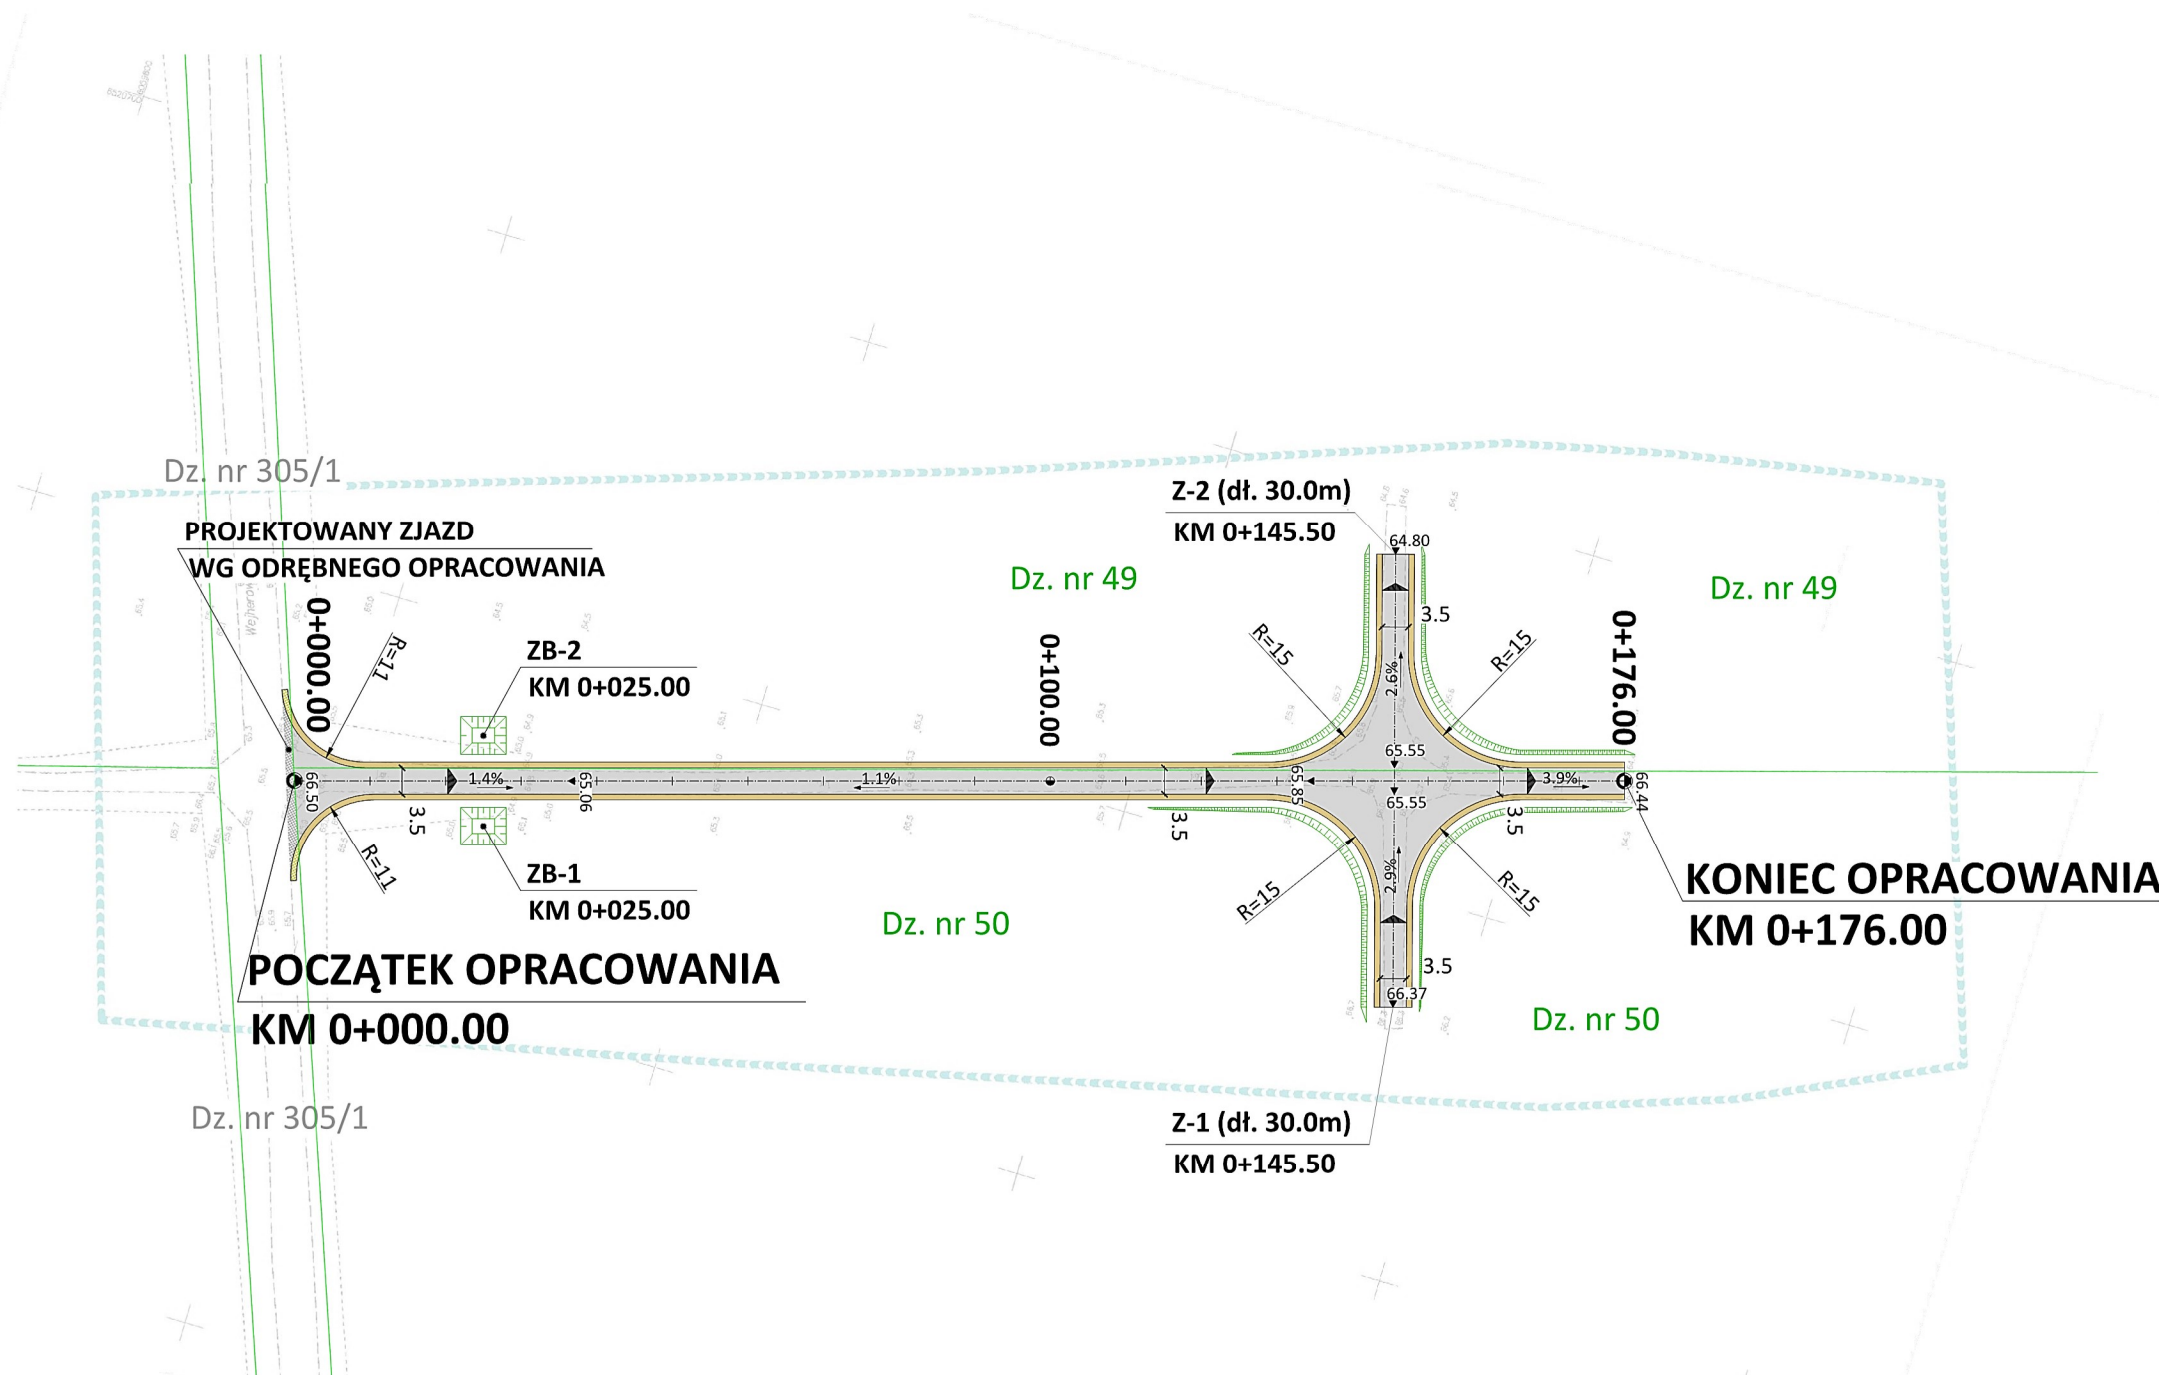 Dz. nr 305/1
PROJEKTOWANY ZJAZD
WG ODRĘBNEGO OPRACOWANIA
0+000.00
R=11
ZB-2
KM 0+025.00
Dz. nr 49
0+100.00
Z-2 (dł. 30.0m)
KM 0+145.50
64.80
3.5
2.6%
R=15
R=15
Dz. nr 49
0+176.00
66.50
1.4%
65.06
1.1%
65.85
65.55
65.55
3.9%
66.44
3.5
3.5
3.5
R=11
ZB-1
KM 0+025.00
Dz. nr 50
R=15
2.9%
R=15
3.5
66.37
KONIEC OPRACOWANIA
KM 0+176.00
POCZĄTEK OPRACOWANIA
KM 0+000.00
Dz. nr 50
Dz. nr 305/1
Z-1 (dł. 30.0m)
KM 0+145.50